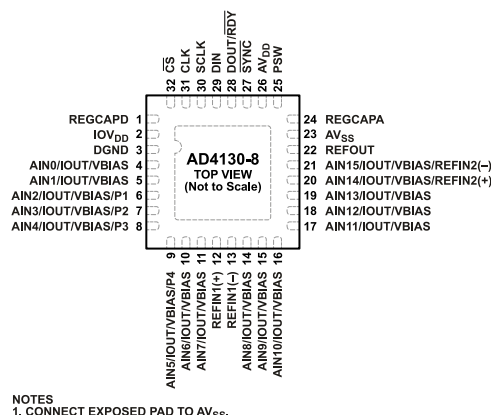 32 C̅S̅
31 CLK
30 SCLK
29 DIN
28 DOUT/R̅D̅Y̅
27 S̅Y̅N̅C̅
26 AVDD
25 PSW
REGCAPD 1
IOVDD 2
DGND 3
AIN0/IOUT/VBIAS 4
AIN1/IOUT/VBIAS 5
AIN2/IOUT/VBIAS/P1 6
AIN3/IOUT/VBIAS/P2 7
AIN4/IOUT/VBIAS/P3 8
AD4130-8
TOP VIEW
(Not to Scale)
24 REGCAPA
23 AVSS
22 REFOUT
21 AIN15/IOUT/VBIAS/REFIN2(–)
20 AIN14/IOUT/VBIAS/REFIN2(+)
19 AIN13/IOUT/VBIAS
18 AIN12/IOUT/VBIAS
17 AIN11/IOUT/VBIAS
AIN5/IOUT/VBIAS/P4 9
AIN6/IOUT/VBIAS 10
AIN7/IOUT/VBIAS 11
REFIN1(+) 12
REFIN1(–) 13
AIN8/IOUT/VBIAS 14
AIN9/IOUT/VBIAS 15
AIN10/IOUT/VBIAS 16
NOTES
1. CONNECT EXPOSED PAD TO AVSS.